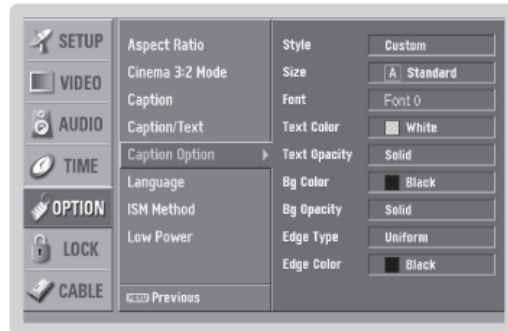 SETUP
VIDEO
AUDIO
TIME
OPTION
LOCK
CABLE
Aspect Ratio
Cinema 3:2 Mode
Caption
Caption/Text
Caption Option
Language
ISM Method
Low Power
MENU Previous
Style Custom
Size A Standard
Font Font 0
Text Color White
Text Opacity Solid
Bg Color Black
Bg Opacity Solid
Edge Type Uniform
Edge Color Black